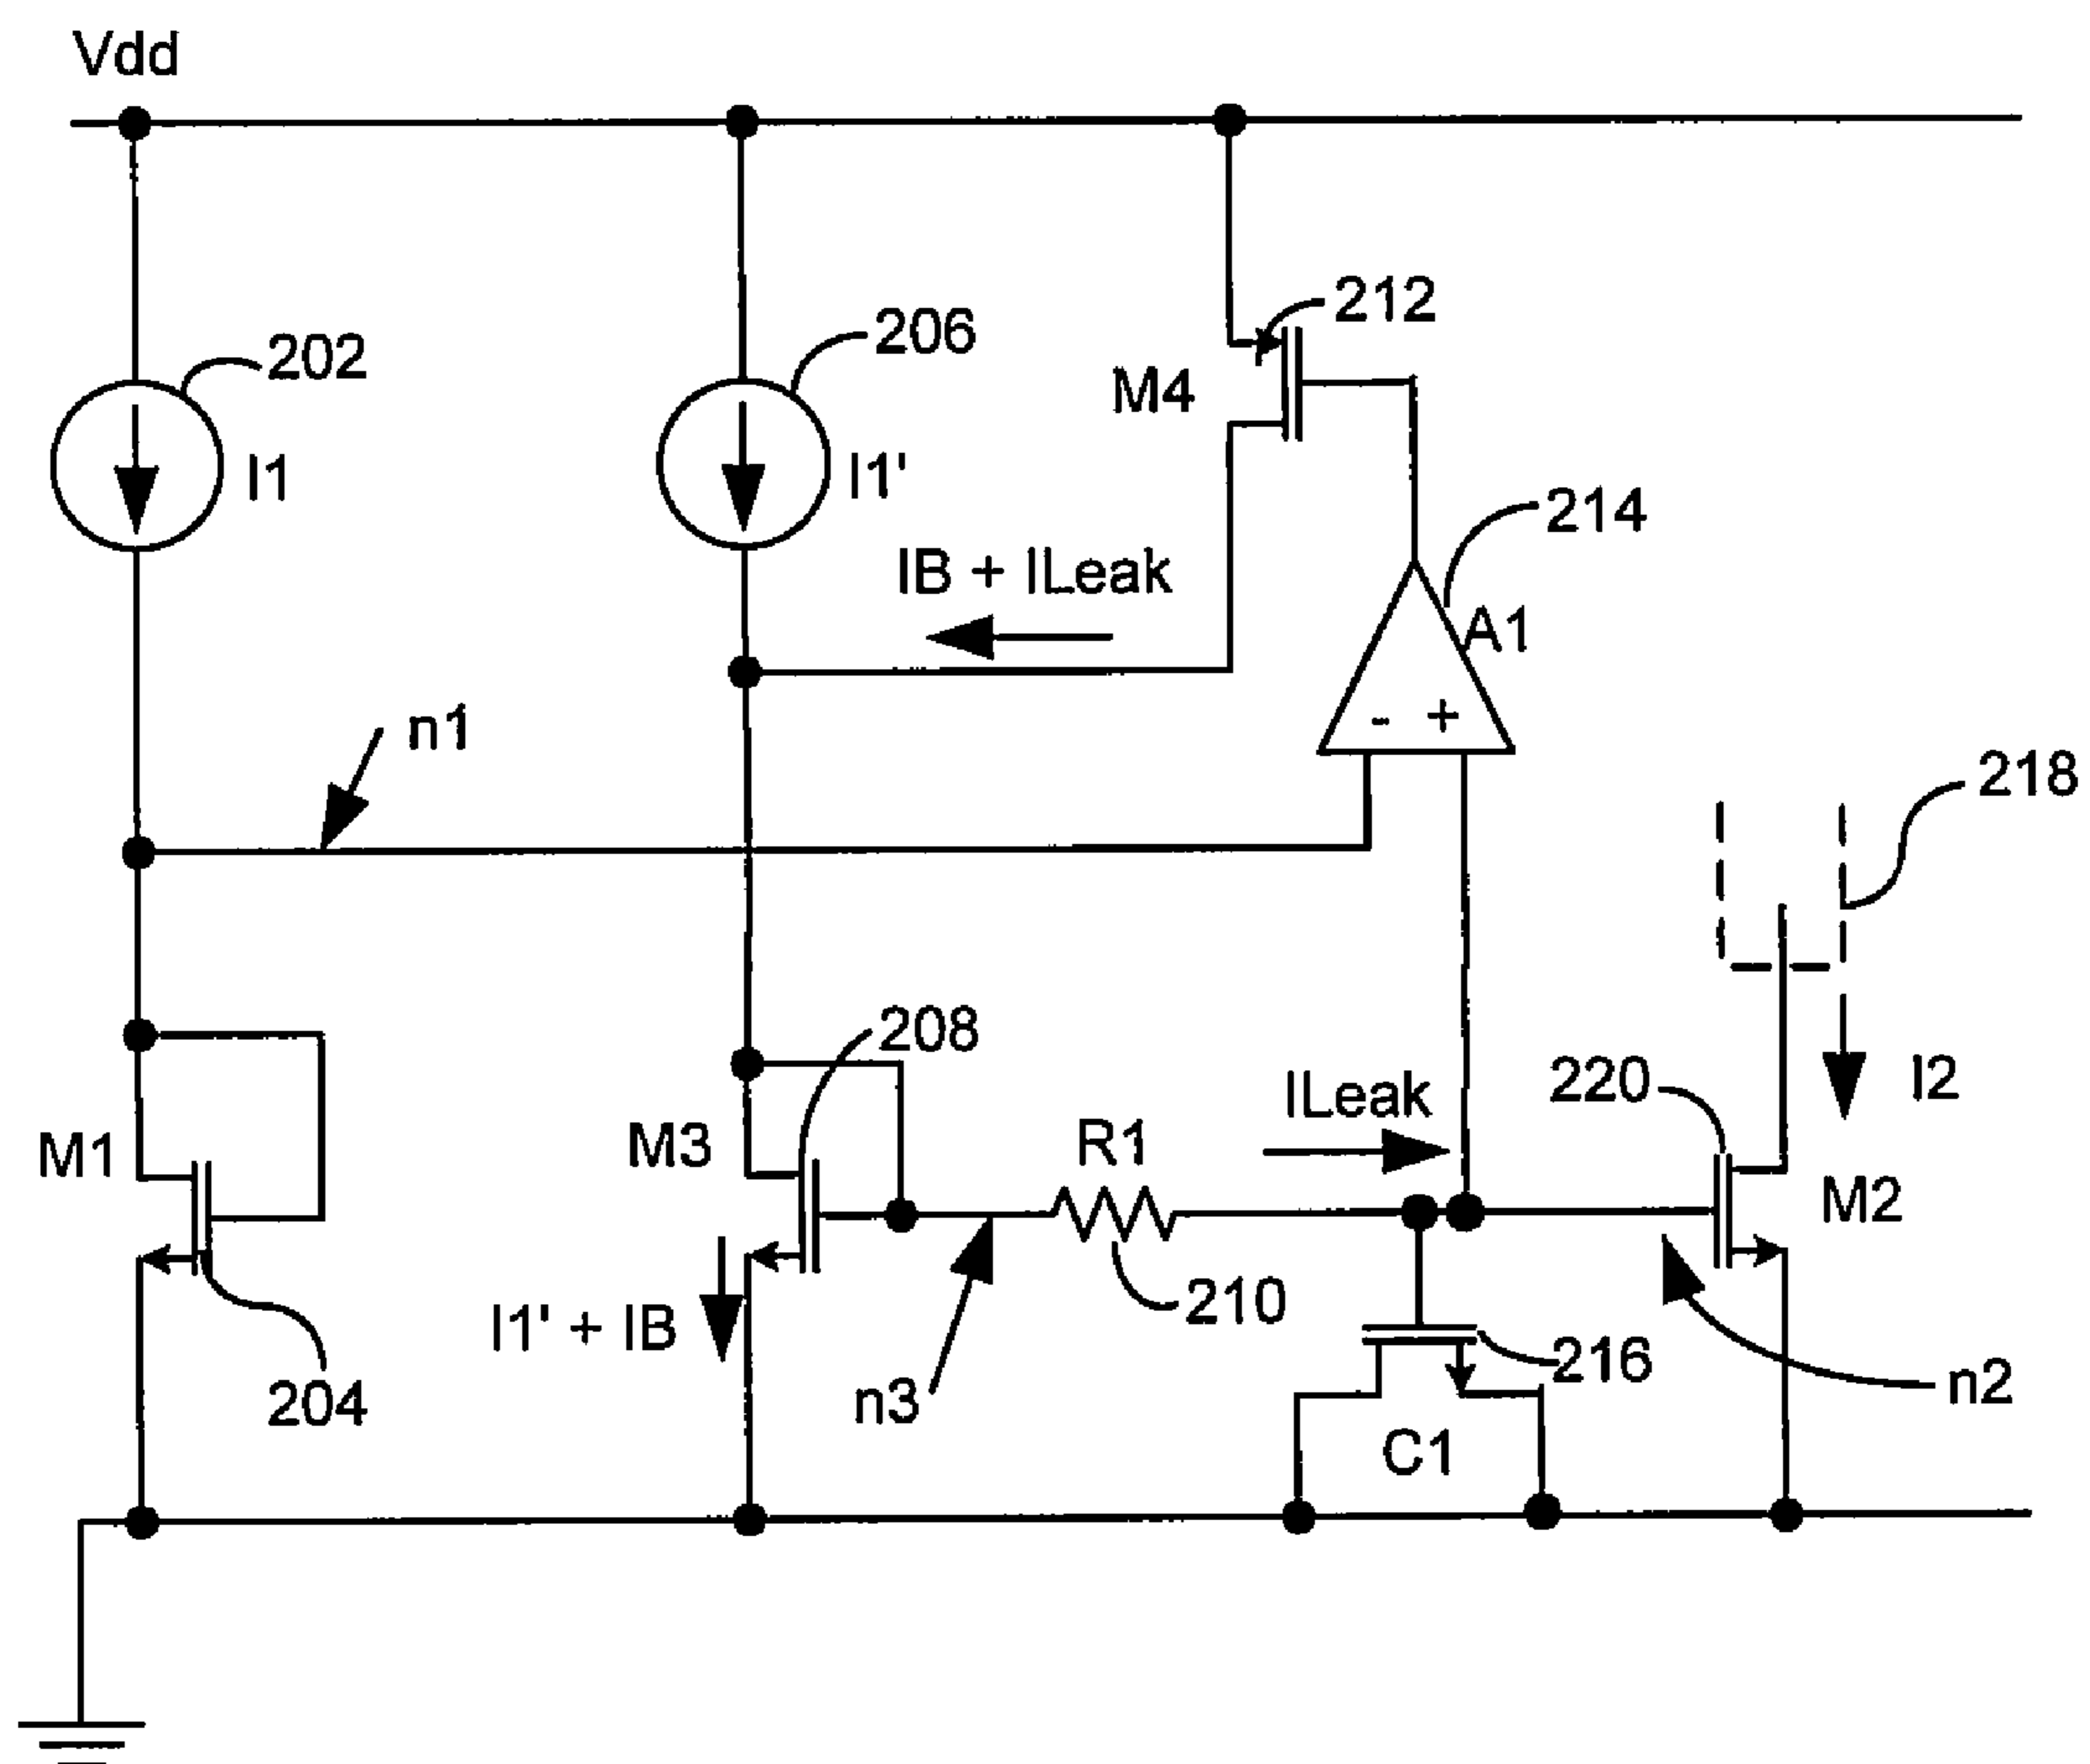 Vdd
212
206
202
M4
I1
I1'
214
IB + ILeak
A1
- +
n1
218
208
ILeak
220
I2
M1
M3
R1
M2
210
I1' + IB
216
204
n3
n2
C1